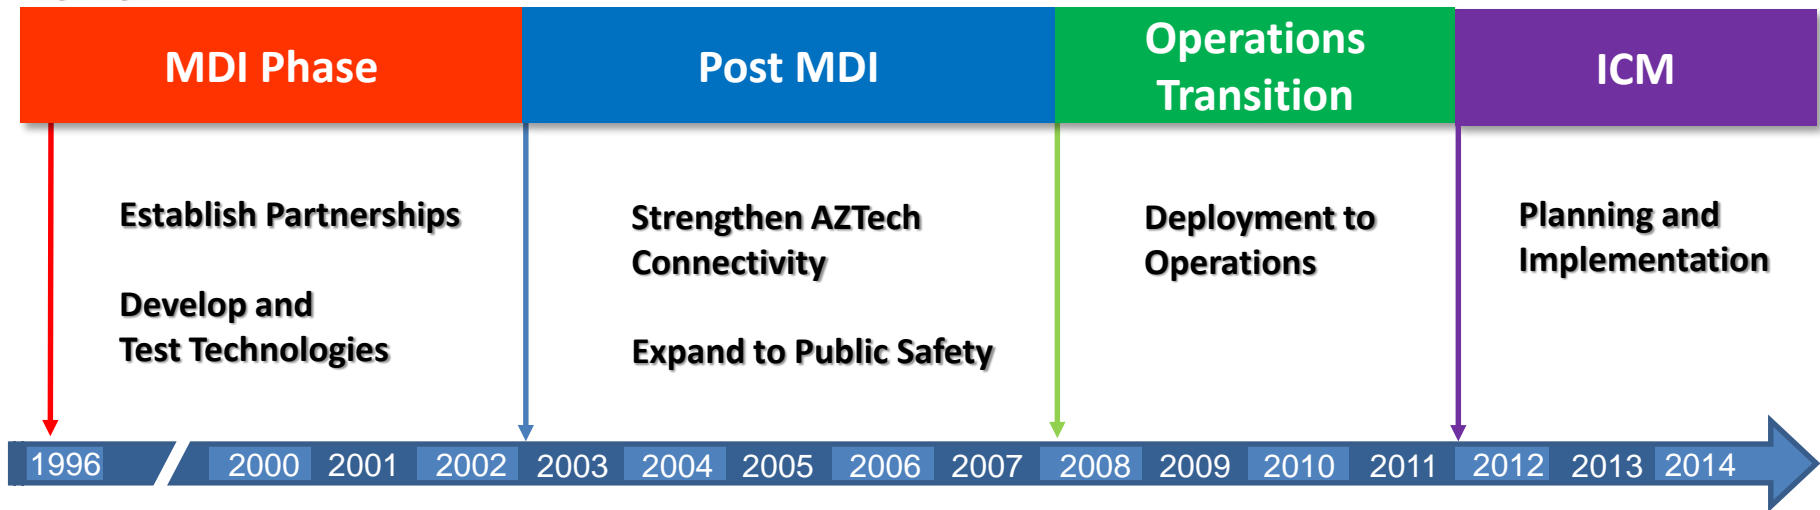 MDI Phase
Post MDI
Operations
Transition
ICM
Establish Partnerships
Develop and
Test Technologies
Strengthen AZTech
Connectivity
Expand to Public Safety
Deployment to
Operations
Planning and
Implementation
1996 2000 2001 2002 2003 2004 2005 2006 2007 2008 2009 2010 2011 2012 2013 2014